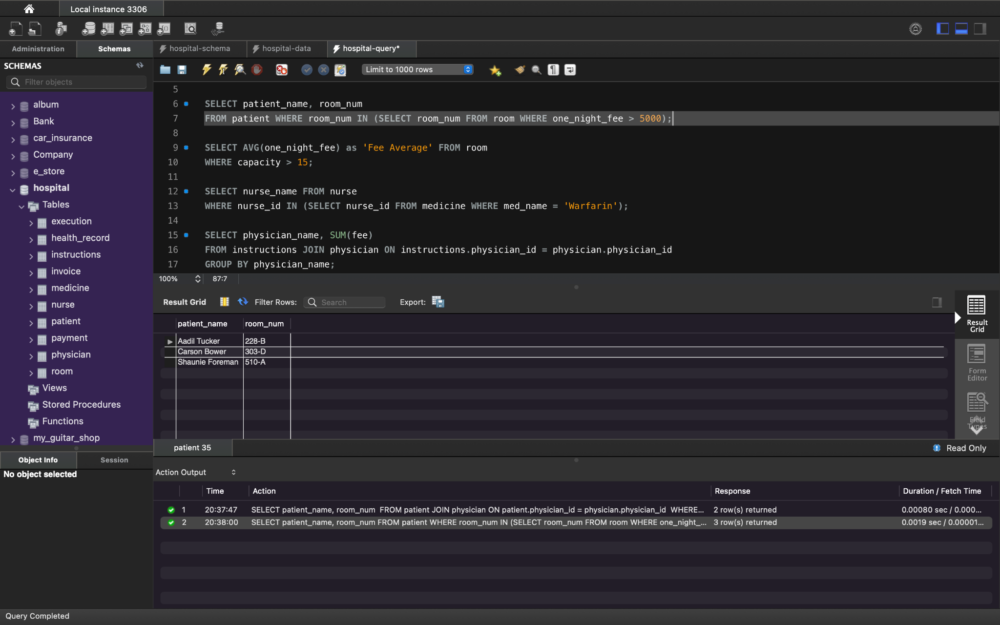 Local instance 3306
Administration
Schemas
hospital-schema
hospital-data
hospital-query*
SCHEMAS
Filter objects
Limit to 1000 rows
album
Bank
car_insurance
Company
e_store
hospital
Tables
execution
health_record
instructions
invoice
medicine
nurse
patient
payment
physician
room
Views
Stored Procedures
Functions
my_guitar_shop
5
6 SELECT patient_name, room_num
7 FROM patient WHERE room_num IN (SELECT room_num FROM room WHERE one_night_fee > 5000);
8
9 SELECT AVG(one_night_fee) as 'Fee Average' FROM room
10 WHERE capacity > 15;
11
12 SELECT nurse_name FROM nurse
13 WHERE nurse_id IN (SELECT nurse_id FROM medicine WHERE med_name = 'Warfarin');
14
15 SELECT physician_name, SUM(fee)
16 FROM instructions JOIN physician ON instructions.physician_id = physician.physician_id
17 GROUP BY physician_name;
100% 87:7
Result Grid Filter Rows: Search Export:
patient_name room_num
Aadil Tucker 228-B
Carson Bower 303-D
Shaunie Foreman 510-A
Result
Grid
Form
Editor
Field
Types
patient 35
Read Only
Object Info
Session
No object selected
Action Output
Time Action Response Duration / Fetch Time
1 20:37:47 SELECT patient_name, room_num FROM patient JOIN physician ON patient.physician_id = physician.physician_id WHERE... 2 row(s) returned 0.00080 sec / 0.000...
2 20:38:00 SELECT patient_name, room_num FROM patient WHERE room_num IN (SELECT room_num FROM room WHERE one_night_... 3 row(s) returned 0.0019 sec / 0.00001...
Query Completed